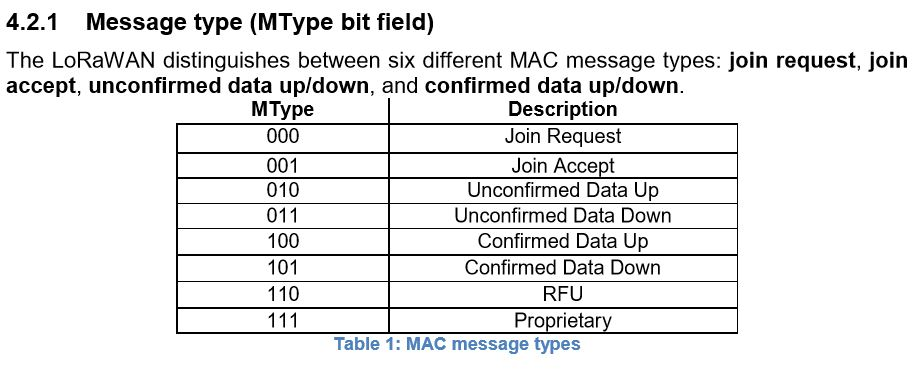 4.2.1 Message type (MType bit field)
The LoRaWAN distinguishes between six different MAC message types: join request, join
accept, unconfirmed data up/down, and confirmed data up/down.
MType Description
000 Join Request
001 Join Accept
010 Unconfirmed Data Up
011 Unconfirmed Data Down
100 Confirmed Data Up
101 Confirmed Data Down
110 RFU
111 Proprietary
Table 1: MAC message types